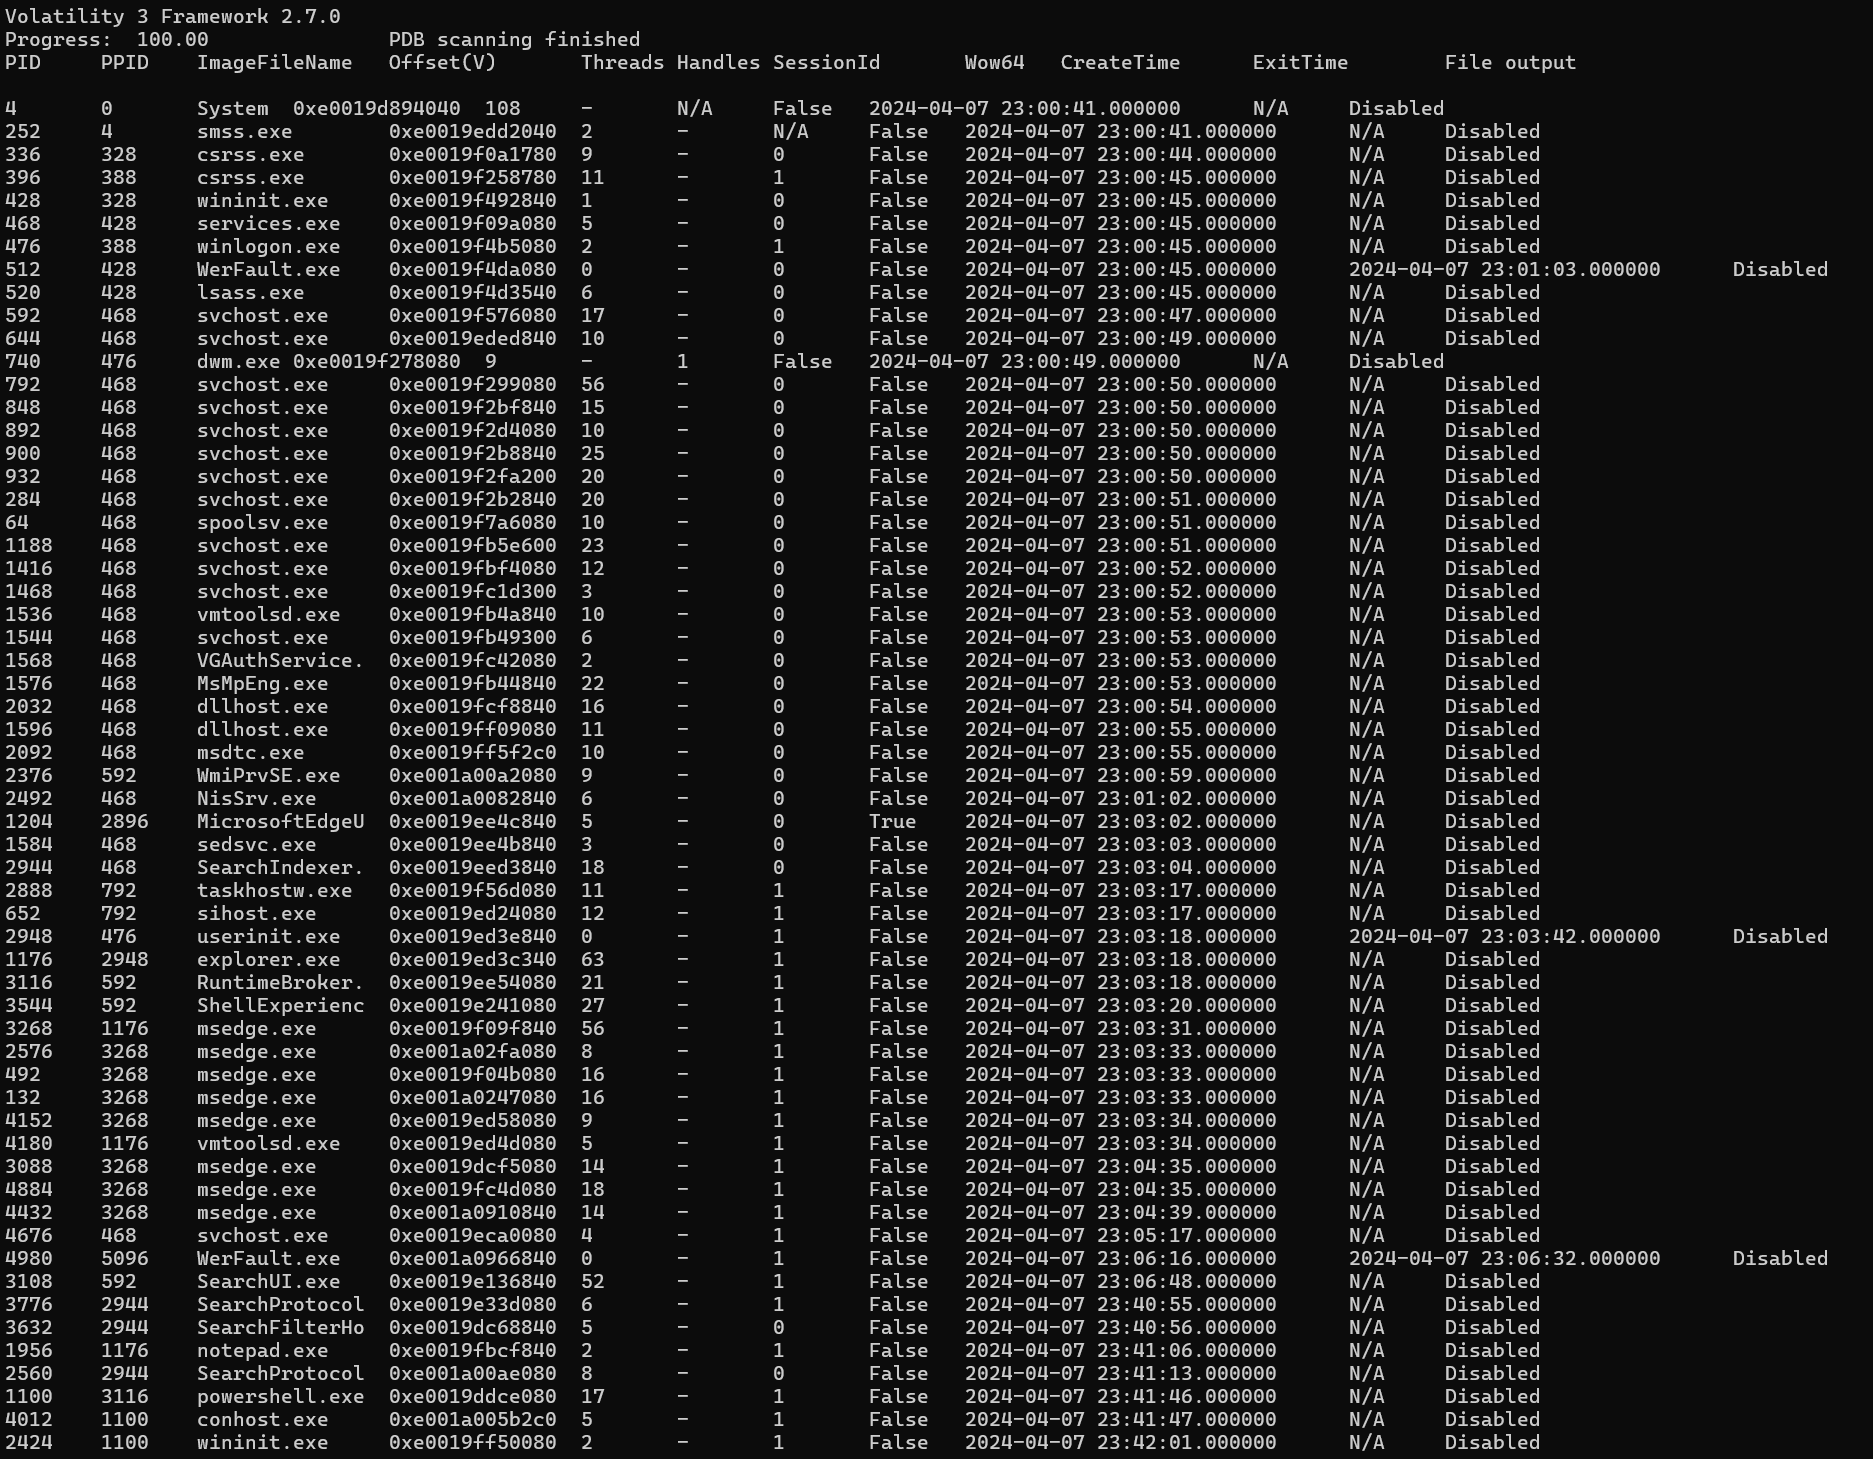 Volatility 3 Framework 2.7.0
Progress:  100.00               PDB scanning finished
PID     PPID    ImageFileName   Offset(V)       Threads Handles SessionId       Wow64   CreateTime      ExitTime        File output

4       0       System  0xe0019d894040  108     -       N/A     False   2024-04-07 23:00:41.000000      N/A     Disabled
252     4       smss.exe        0xe0019edd2040  2       -       N/A     False   2024-04-07 23:00:41.000000      N/A     Disabled
336     328     csrss.exe       0xe0019f0a1780  9       -       0       False   2024-04-07 23:00:44.000000      N/A     Disabled
396     388     csrss.exe       0xe0019f258780  11      -       1       False   2024-04-07 23:00:45.000000      N/A     Disabled
428     328     wininit.exe     0xe0019f492840  1       -       0       False   2024-04-07 23:00:45.000000      N/A     Disabled
468     428     services.exe    0xe0019f09a080  5       -       0       False   2024-04-07 23:00:45.000000      N/A     Disabled
476     388     winlogon.exe    0xe0019f4b5080  2       -       1       False   2024-04-07 23:00:45.000000      N/A     Disabled
512     428     WerFault.exe    0xe0019f4da080  0       -       0       False   2024-04-07 23:00:45.000000      2024-04-07 23:01:03.000000      Disabled
520     428     lsass.exe       0xe0019f4d3540  6       -       0       False   2024-04-07 23:00:45.000000      N/A     Disabled
592     468     svchost.exe     0xe0019f576080  17      -       0       False   2024-04-07 23:00:47.000000      N/A     Disabled
644     468     svchost.exe     0xe0019eded840  10      -       0       False   2024-04-07 23:00:49.000000      N/A     Disabled
740     476     dwm.exe 0xe0019f278080  9       -       1       False   2024-04-07 23:00:49.000000      N/A     Disabled
792     468     svchost.exe     0xe0019f299080  56      -       0       False   2024-04-07 23:00:50.000000      N/A     Disabled
848     468     svchost.exe     0xe0019f2bf840  15      -       0       False   2024-04-07 23:00:50.000000      N/A     Disabled
892     468     svchost.exe     0xe0019f2d4080  10      -       0       False   2024-04-07 23:00:50.000000      N/A     Disabled
900     468     svchost.exe     0xe0019f2b8840  25      -       0       False   2024-04-07 23:00:50.000000      N/A     Disabled
932     468     svchost.exe     0xe0019f2fa200  20      -       0       False   2024-04-07 23:00:50.000000      N/A     Disabled
284     468     svchost.exe     0xe0019f2b2840  20      -       0       False   2024-04-07 23:00:51.000000      N/A     Disabled
64      468     spoolsv.exe     0xe0019f7a6080  10      -       0       False   2024-04-07 23:00:51.000000      N/A     Disabled
1188    468     svchost.exe     0xe0019fb5e600  23      -       0       False   2024-04-07 23:00:51.000000      N/A     Disabled
1416    468     svchost.exe     0xe0019fbf4080  12      -       0       False   2024-04-07 23:00:52.000000      N/A     Disabled
1468    468     svchost.exe     0xe0019fc1d300  3       -       0       False   2024-04-07 23:00:52.000000      N/A     Disabled
1536    468     vmtoolsd.exe    0xe0019fb4a840  10      -       0       False   2024-04-07 23:00:53.000000      N/A     Disabled
1544    468     svchost.exe     0xe0019fb49300  6       -       0       False   2024-04-07 23:00:53.000000      N/A     Disabled
1568    468     VGAuthService.  0xe0019fc42080  2       -       0       False   2024-04-07 23:00:53.000000      N/A     Disabled
1576    468     MsMpEng.exe     0xe0019fb44840  22      -       0       False   2024-04-07 23:00:53.000000      N/A     Disabled
2032    468     dllhost.exe     0xe0019fcf8840  16      -       0       False   2024-04-07 23:00:54.000000      N/A     Disabled
1596    468     dllhost.exe     0xe0019ff09080  11      -       0       False   2024-04-07 23:00:55.000000      N/A     Disabled
2092    468     msdtc.exe       0xe0019ff5f2c0  10      -       0       False   2024-04-07 23:00:55.000000      N/A     Disabled
2376    592     WmiPrvSE.exe    0xe001a00a2080  9       -       0       False   2024-04-07 23:00:59.000000      N/A     Disabled
2492    468     NisSrv.exe      0xe001a0082840  6       -       0       False   2024-04-07 23:01:02.000000      N/A     Disabled
1204    2896    MicrosoftEdgeU  0xe0019ee4c840  5       -       0       True    2024-04-07 23:03:02.000000      N/A     Disabled
1584    468     sedsvc.exe      0xe0019ee4b840  3       -       0       False   2024-04-07 23:03:03.000000      N/A     Disabled
2944    468     SearchIndexer.  0xe0019eed3840  18      -       0       False   2024-04-07 23:03:04.000000      N/A     Disabled
2888    792     taskhostw.exe   0xe0019f56d080  11      -       1       False   2024-04-07 23:03:17.000000      N/A     Disabled
652     792     sihost.exe      0xe0019ed24080  12      -       1       False   2024-04-07 23:03:17.000000      N/A     Disabled
2948    476     userinit.exe    0xe0019ed3e840  0       -       1       False   2024-04-07 23:03:18.000000      2024-04-07 23:03:42.000000      Disabled
1176    2948    explorer.exe    0xe0019ed3c340  63      -       1       False   2024-04-07 23:03:18.000000      N/A     Disabled
3116    592     RuntimeBroker.  0xe0019ee54080  21      -       1       False   2024-04-07 23:03:18.000000      N/A     Disabled
3544    592     ShellExperienc  0xe0019e241080  27      -       1       False   2024-04-07 23:03:20.000000      N/A     Disabled
3268    1176    msedge.exe      0xe0019f09f840  56      -       1       False   2024-04-07 23:03:31.000000      N/A     Disabled
2576    3268    msedge.exe      0xe001a02fa080  8       -       1       False   2024-04-07 23:03:33.000000      N/A     Disabled
492     3268    msedge.exe      0xe0019f04b080  16      -       1       False   2024-04-07 23:03:33.000000      N/A     Disabled
132     3268    msedge.exe      0xe001a0247080  16      -       1       False   2024-04-07 23:03:33.000000      N/A     Disabled
4152    3268    msedge.exe      0xe0019ed58080  9       -       1       False   2024-04-07 23:03:34.000000      N/A     Disabled
4180    1176    vmtoolsd.exe    0xe0019ed4d080  5       -       1       False   2024-04-07 23:03:34.000000      N/A     Disabled
3088    3268    msedge.exe      0xe0019dcf5080  14      -       1       False   2024-04-07 23:04:35.000000      N/A     Disabled
4884    3268    msedge.exe      0xe0019fc4d080  18      -       1       False   2024-04-07 23:04:35.000000      N/A     Disabled
4432    3268    msedge.exe      0xe001a0910840  14      -       1       False   2024-04-07 23:04:39.000000      N/A     Disabled
4676    468     svchost.exe     0xe0019eca0080  4       -       1       False   2024-04-07 23:05:17.000000      N/A     Disabled
4980    5096    WerFault.exe    0xe001a0966840  0       -       1       False   2024-04-07 23:06:16.000000      2024-04-07 23:06:32.000000      Disabled
3108    592     SearchUI.exe    0xe0019e136840  52      -       1       False   2024-04-07 23:06:48.000000      N/A     Disabled
3776    2944    SearchProtocol  0xe0019e33d080  6       -       1       False   2024-04-07 23:40:55.000000      N/A     Disabled
3632    2944    SearchFilterHo  0xe0019dc68840  5       -       0       False   2024-04-07 23:40:56.000000      N/A     Disabled
1956    1176    notepad.exe     0xe0019fbcf840  2       -       1       False   2024-04-07 23:41:06.000000      N/A     Disabled
2560    2944    SearchProtocol  0xe001a00ae080  8       -       0       False   2024-04-07 23:41:13.000000      N/A     Disabled
1100    3116    powershell.exe  0xe0019ddce080  17      -       1       False   2024-04-07 23:41:46.000000      N/A     Disabled
4012    1100    conhost.exe     0xe001a005b2c0  5       -       1       False   2024-04-07 23:41:47.000000      N/A     Disabled
2424    1100    wininit.exe     0xe0019ff50080  2       -       1       False   2024-04-07 23:42:01.000000      N/A     Disabled